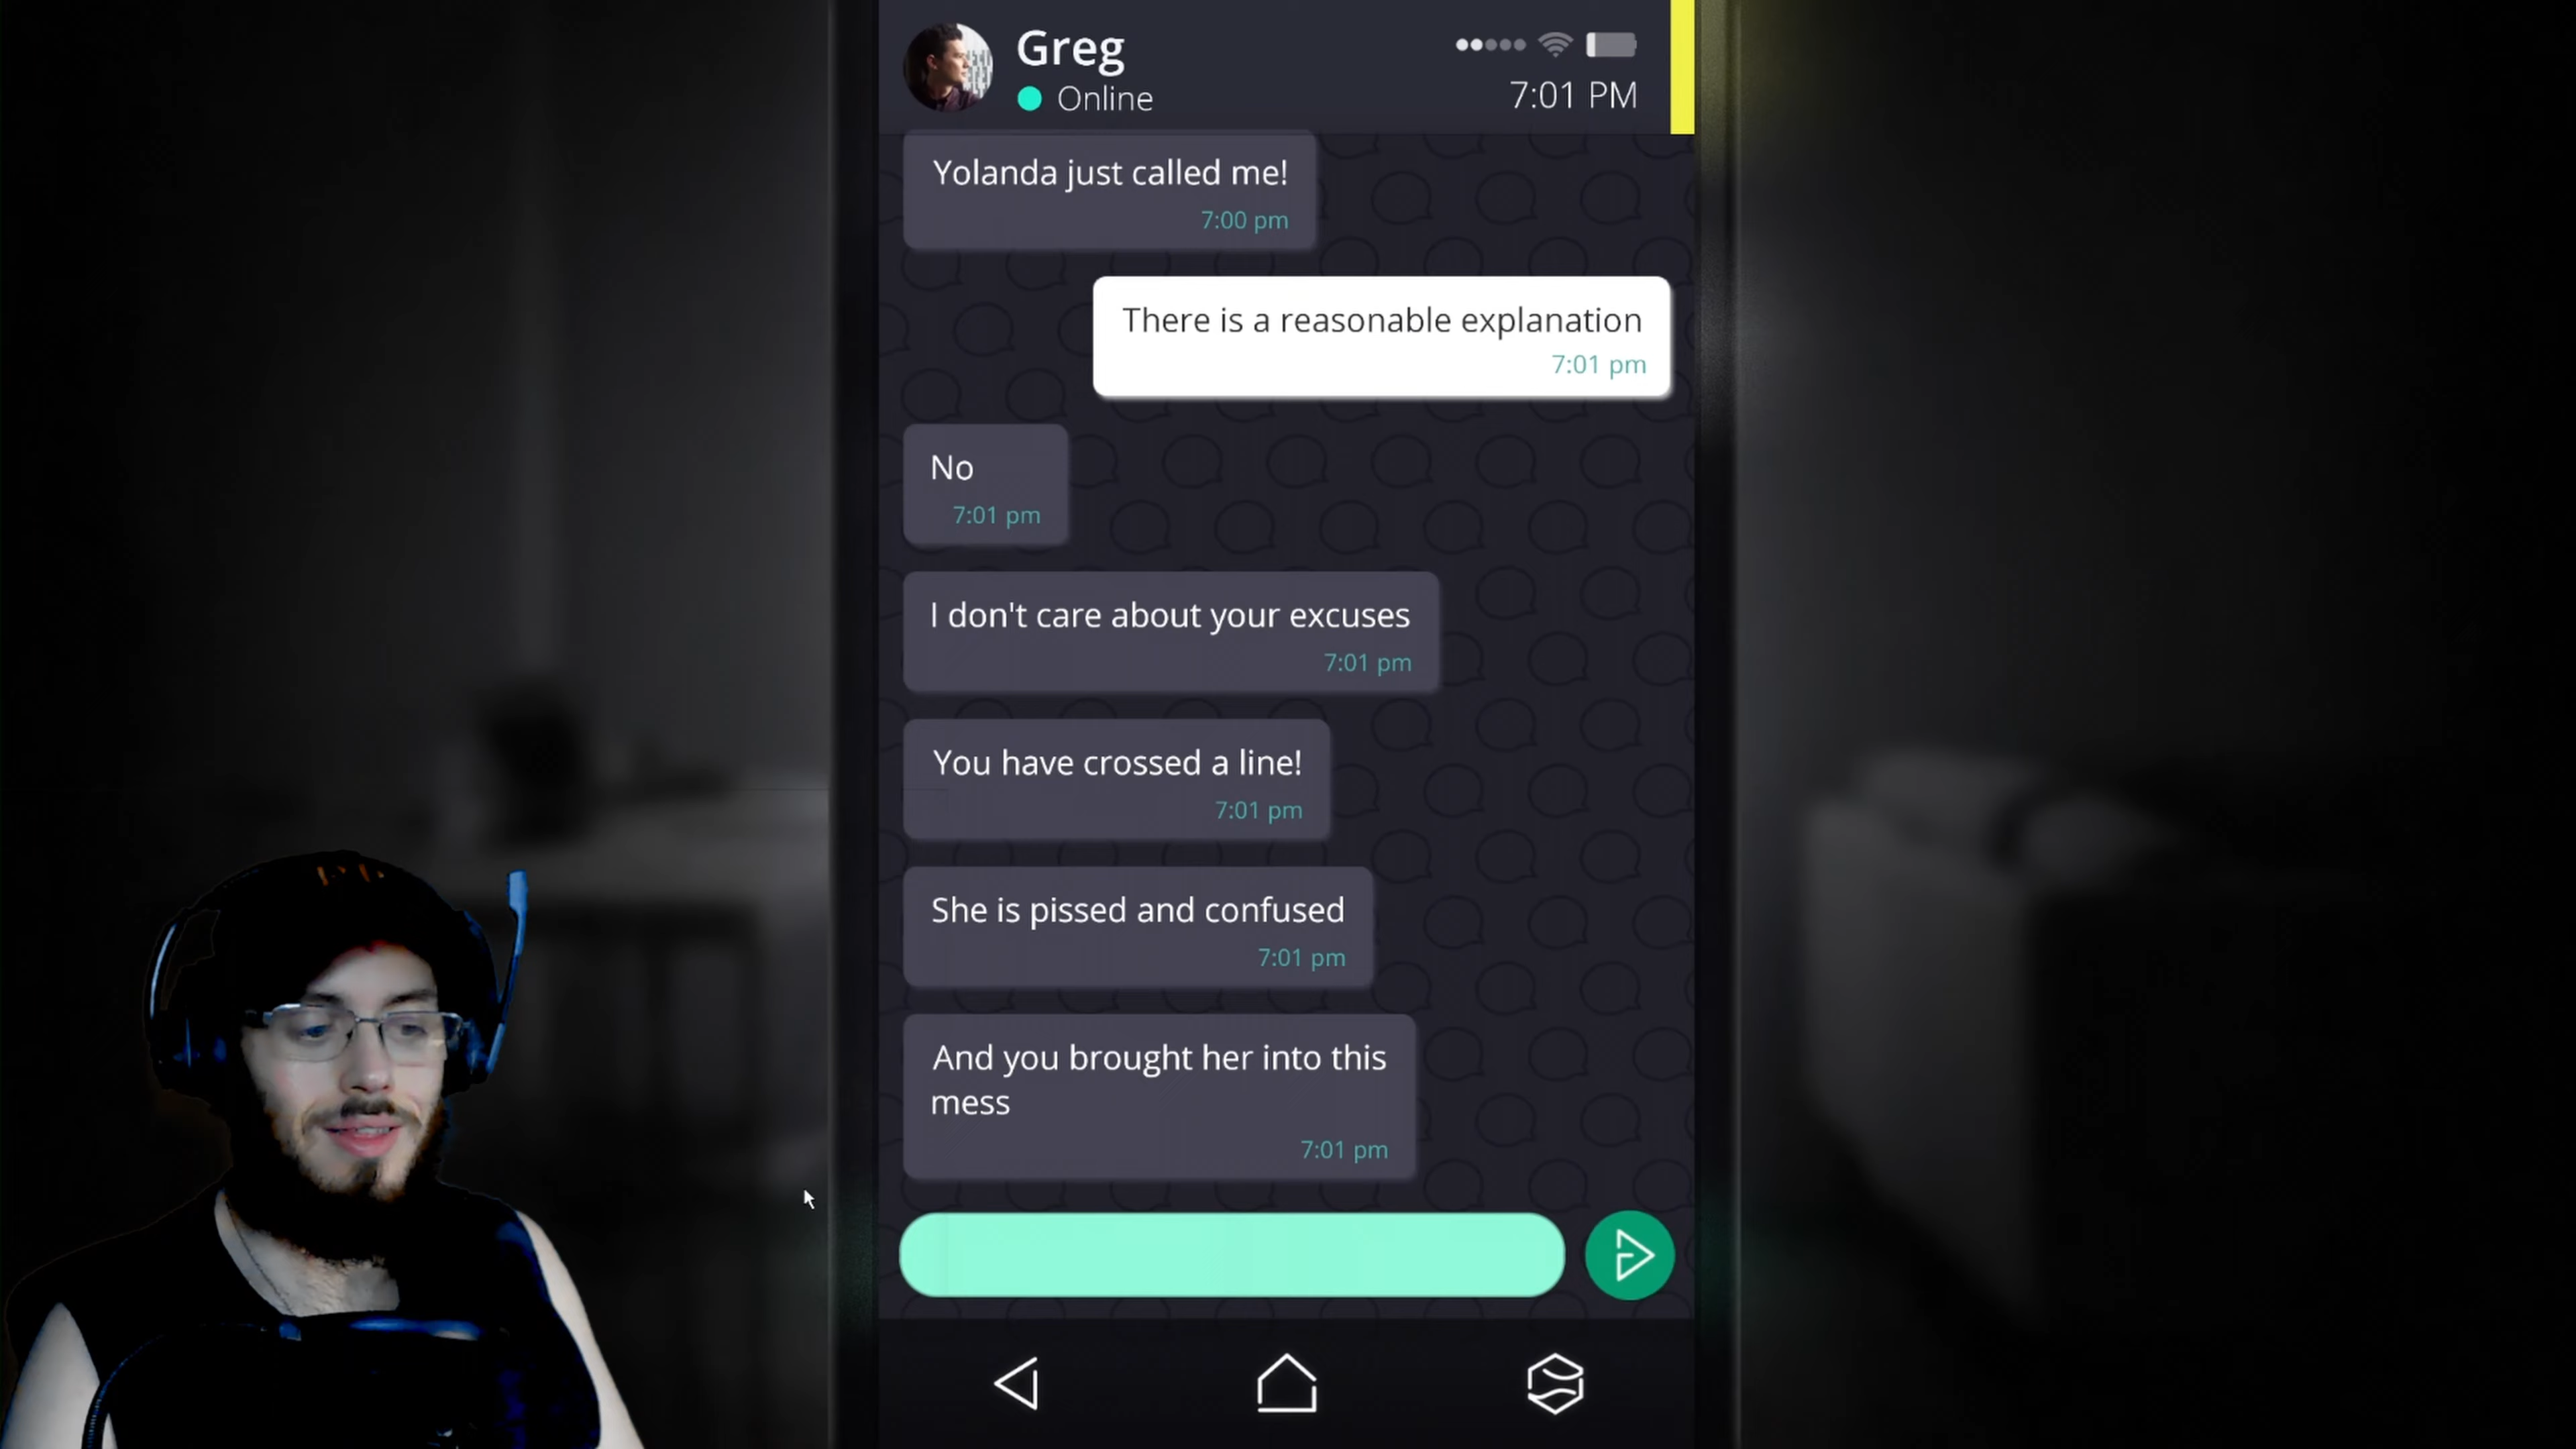 Greg
Online
7:01 PM
Yolanda just called me!
7:00 pm
There is a reasonable explanation
7:01 pm
No
7:01 pm
I don't care about your excuses
7:01 pm
You have crossed a line!
7:01 pm
She is pissed and confused
7:01 pm
And you brought her into this
mess
7:01 pm